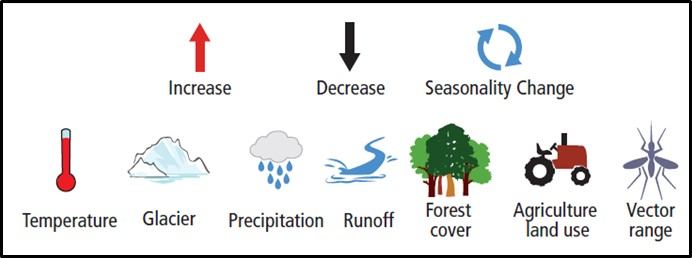 Increase
Decrease
Seasonality Change
Temperature
Glacier
Precipitation
Runoff
Forest
cover
Agriculture
land use
Vector
range